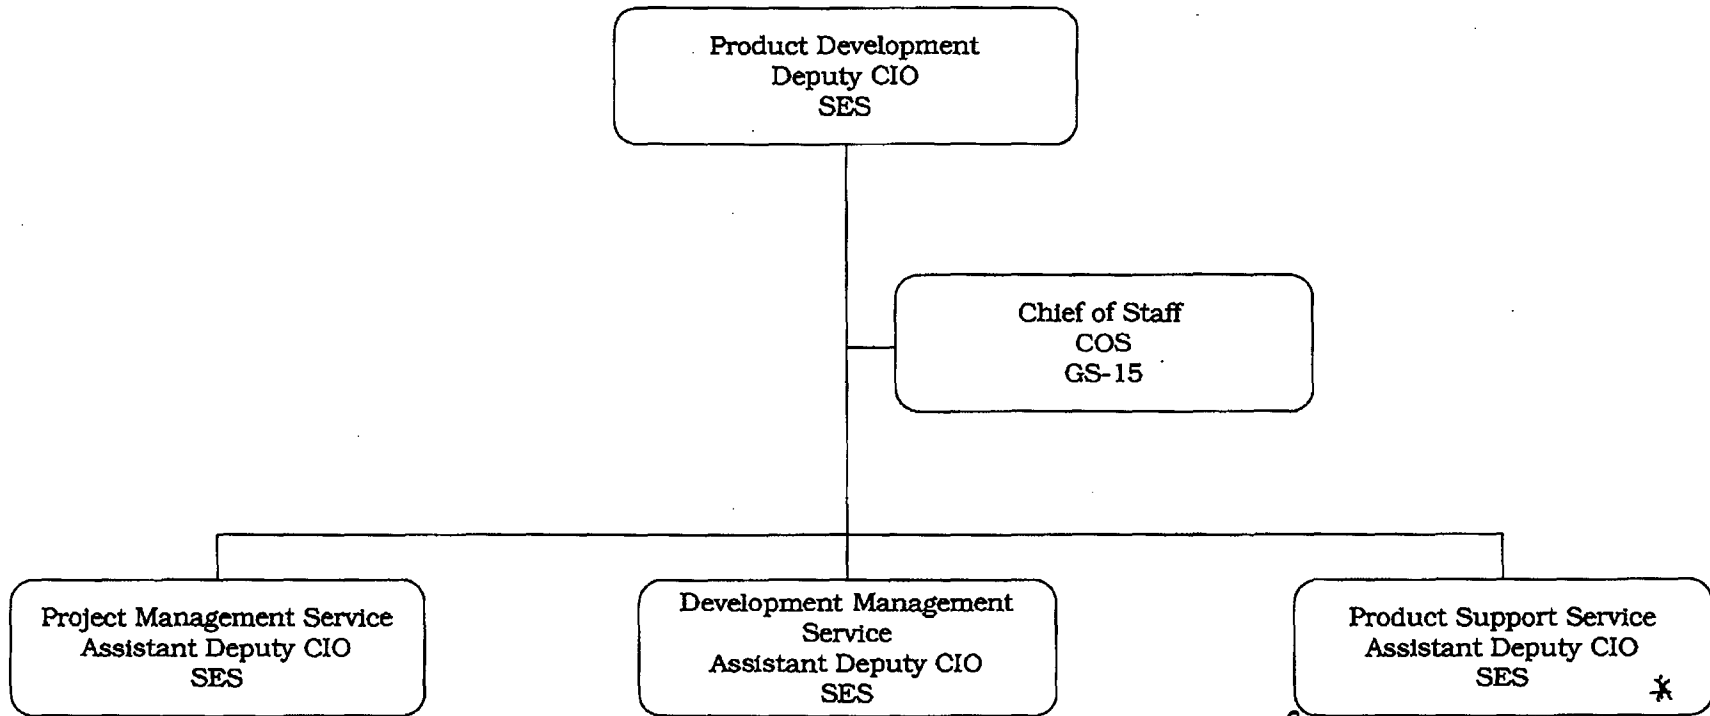 Product Development
Deputy CIO
SES
Chief of Staff
COS
GS-15
Project Management Service
Assistant Deputy CIO
SES
Development Management
Service
Assistant Deputy CIO
SES
Product Support Service
Assistant Deputy CIO
SES
*